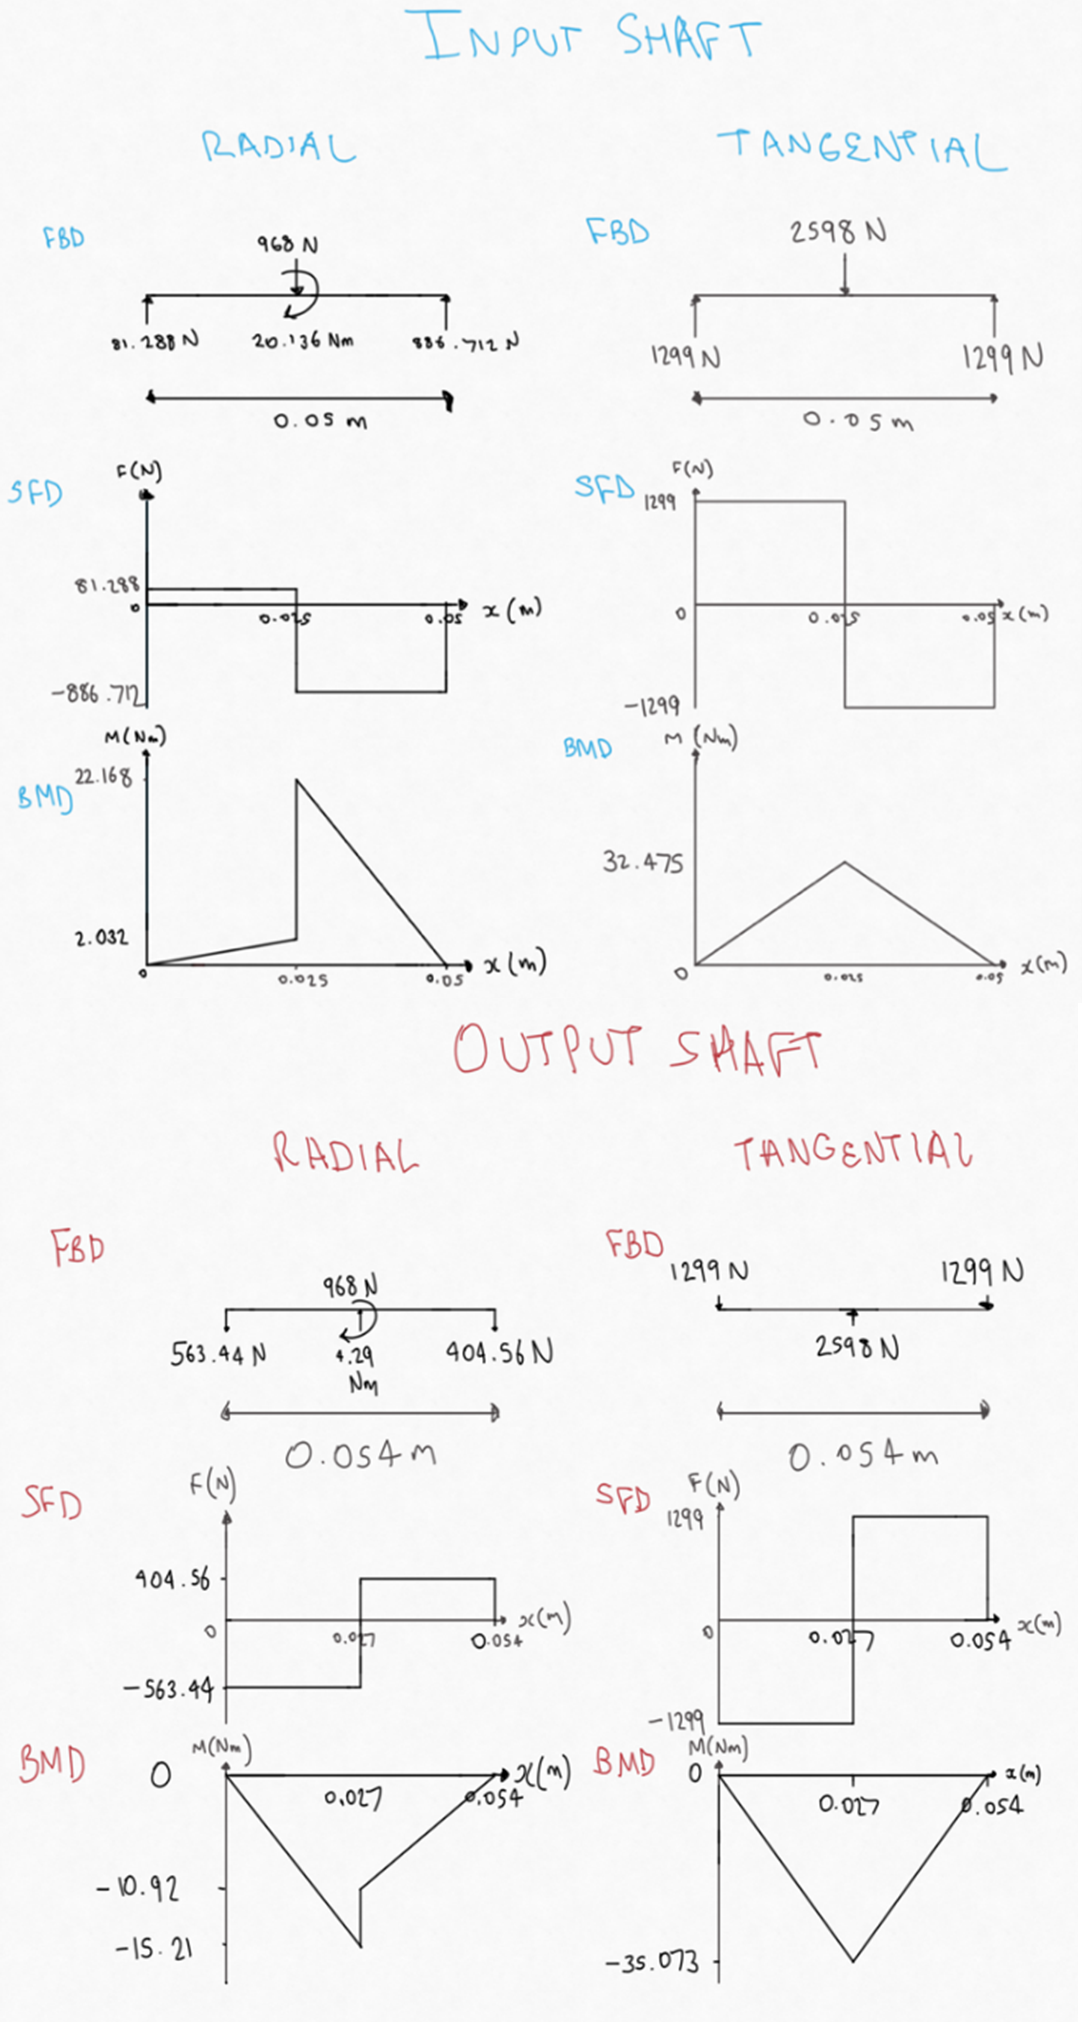 INPUT SHAFT
RADIAL
TANGENTIAL
FBD
968 N
81.288 N
20.136 Nm
886.712 N
0.05 m
FBD
2598 N
1299 N
1299 N
0.05 m
SFD
F(N)
81.288
0
0.025
0.05
x (m)
-886.712
SFD
F(N)
1299
0
0.025
0.05
x (m)
-1299
BMD
M(Nm)
22.168
2.032
0
0.025
0.05
x (m)
BMD
M (Nm)
32.475
0
0.025
0.05
x(m)
OUTPUT SHAFT
RADIAL
TANGENTIAL
FBD
968 N
563.44 N
4.29
Nm
404.56 N
0.054 m
FBD
1299 N
1299 N
2598 N
0.054 m
SFD
F(N)
404.56
0
0.027
0.054
x(m)
-563.44
SFD
F(N)
1299
0
0.027
0.054
x(m)
-1299
BMD
M(Nm)
0
0.027
0.054
x(m)
-10.92
-15.21
BMD
M(Nm)
0
0.027
0.054
x(m)
-35.073